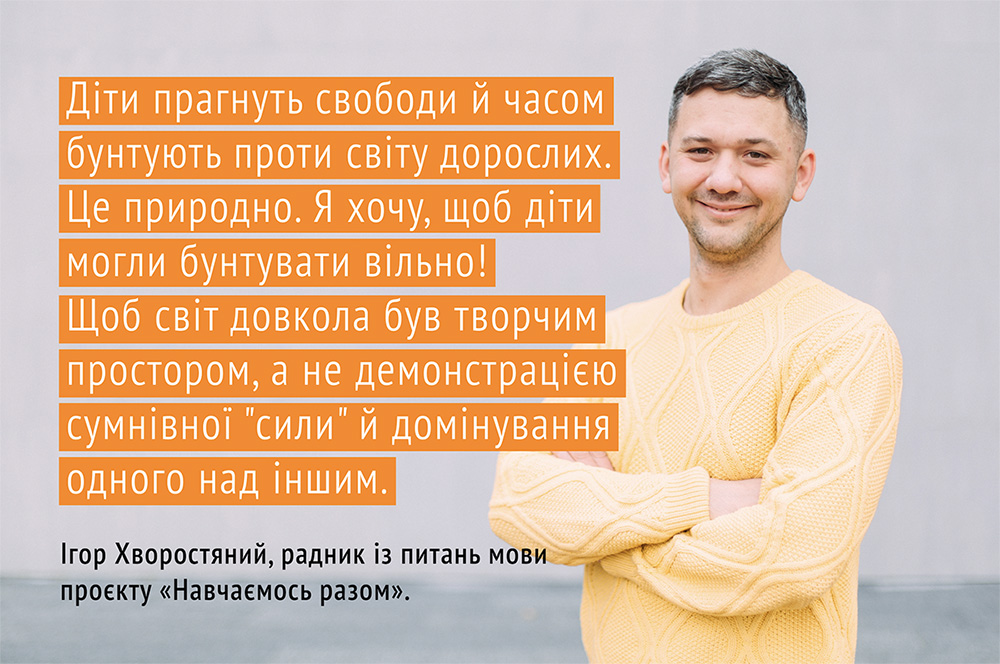 Діти прагнуть свободи й часом
бунтують проти світу дорослих.
Це природно. Я хочу, щоб діти
могли бунтувати вільно!
Щоб світ довкола був творчим
простором, а не демонстрацією
сумнівної "сили" й домінування
одного над іншим.
Ігор Хворостяний, радник із питань мови
проєкту «Навчаємось разом».